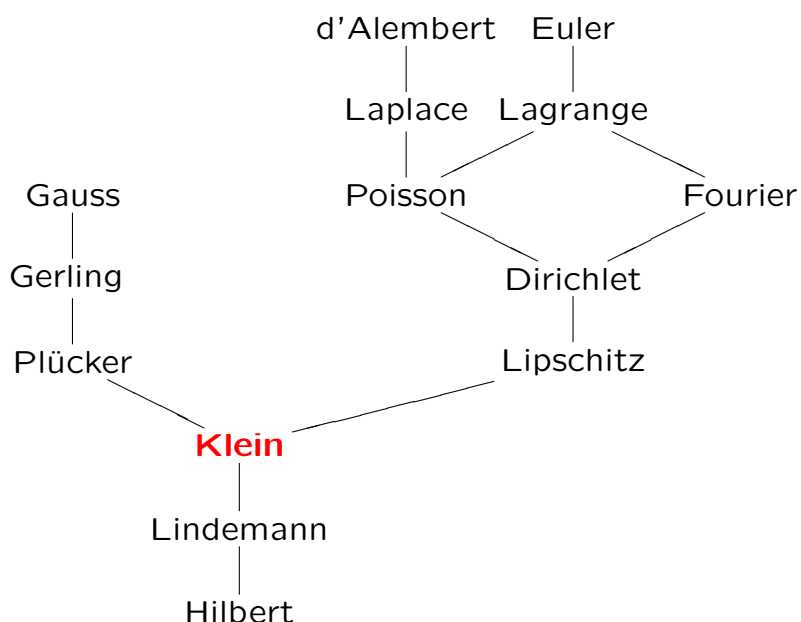 d'Alembert Euler
Laplace Lagrange
Gauss Poisson Fourier
Gerling Dirichlet
Plücker Lipschitz
Klein
Lindemann
Hilbert